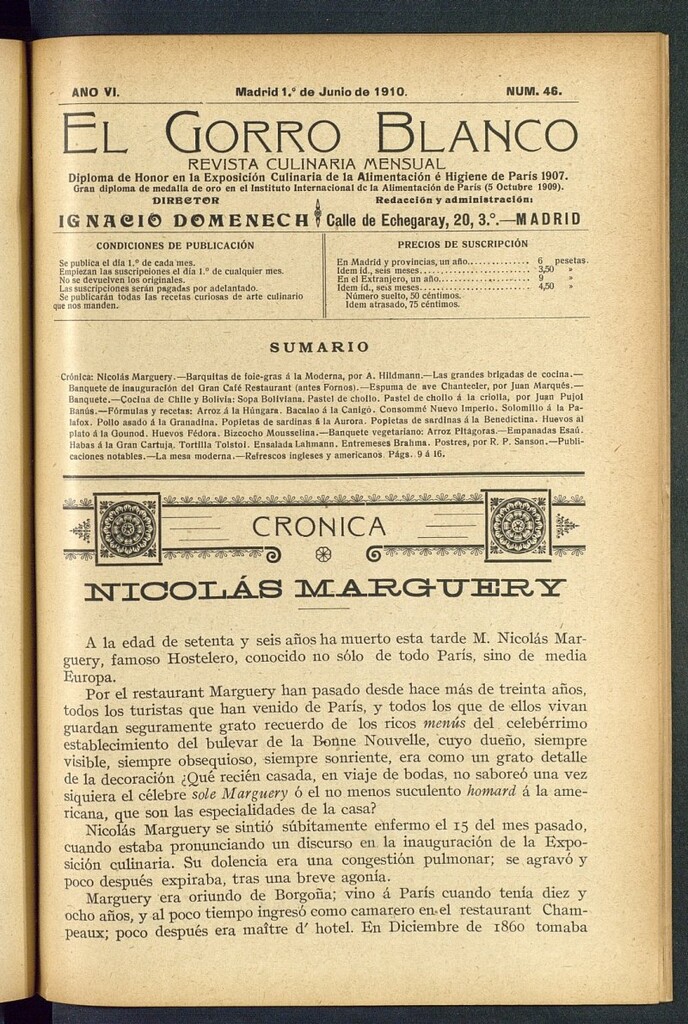 AÑO VI. Madrid 1.º de Junio de 1910. NUM. 46.
EL GORRO BLANCO
REVISTA CULINARIA MENSUAL
Diploma de Honor en la Exposición Culinaria de la Alimentación é Higiene de París 1907.
Gran diploma de medalla de oro en el Instituto Internacional de la Alimentación de París (5 Octubre 1909).
DIRECTOR Redacción y administración:
IGNACIO DOMENECH Calle de Echegaray, 20, 3.º.—MADRID
CONDICIONES DE PUBLICACIÓN
Se publica el día 1.º de cada mes.
Empiezan las suscripciones el día 1.º de cualquier mes.
No se devuelven los originales.
Las suscripciones serán pagadas por adelantado.
Se publicarán todas las recetas curiosas de arte culinario
que nos manden.
PRECIOS DE SUSCRIPCIÓN
En Madrid y provincias, un año.............. 6 pesetas.
Idem id., seis meses......................... 3,50 »
En el Extranjero, un año..................... 9 »
Idem id., seis meses......................... 4,50 »
Número suelto, 50 céntimos.
Idem atrasado, 75 céntimos.
SUMARIO
Crónica: Nicolás Marguery.—Barquitas de foie-gras á la Moderna, por A. Hildmann.—Las grandes brigadas de cocina.—
Banquete de inauguración del Gran Café Restaurant (antes Fornos).—Espuma de ave Chantecler, por Juan Marqués.—
Banquete.—Cocina de Chile y Bolivia: Sopa Boliviana. Pastel de chollo. Pastel de chollo á la criolla, por Juan Pujol
Banús.—Fórmulas y recetas: Arroz á la Húngara. Bacalao á la Canigó. Consommé Nuevo Imperio. Solomillo á la Pa-
lafox. Pollo asado á la Granadina. Popietas de sardinas á la Aurora. Popietas de sardinas á la Benedictina. Huevos al
plato á la Gounod. Huevos Fédora. Bizcocho Mousselina.—Banquete vegetariano: Arroz Pitágoras.—Empanadas Esaú.
Habas á la Gran Cartuja. Tortilla Tolstoi. Ensalada Lahmann. Entremeses Brahma. Postres, por R. P. Sanson.—Publi-
caciones notables.—La mesa moderna.—Refrescos ingleses y americanos. Págs. 9 á 16.
CRONICA
NICOLÁS MARGUERY
A la edad de setenta y seis años ha muerto esta tarde M. Nicolás Mar-
guery, famoso Hostelero, conocido no sólo de todo París, sino de media
Europa.
Por el restaurant Marguery han pasado desde hace más de treinta años,
todos los turistas que han venido de París, y todos los que de ellos vivan
guardan seguramente grato recuerdo de los ricos menús del celebérrimo
establecimiento del bulevar de la Bonne Nouvelle, cuyo dueño, siempre
visible, siempre obsequioso, siempre sonriente, era como un grato detalle
de la decoración ¿Qué recién casada, en viaje de bodas, no saboreó una vez
siquiera el célebre sole Marguery ó el no menos suculento homard á la ame-
ricana, que son las especialidades de la casa?
Nicolás Marguery se sintió súbitamente enfermo el 15 del mes pasado,
cuando estaba pronunciando un discurso en la inauguración de la Expo-
sición culinaria. Su dolencia era una congestión pulmonar; se agravó y
poco después expiraba, tras una breve agonía.
Marguery era oriundo de Borgoña; vino á París cuando tenía diez y
ocho años, y al poco tiempo ingresó como camarero en el restaurant Cham-
peaux; poco después era maître d' hotel. En Diciembre de 1860 tomaba